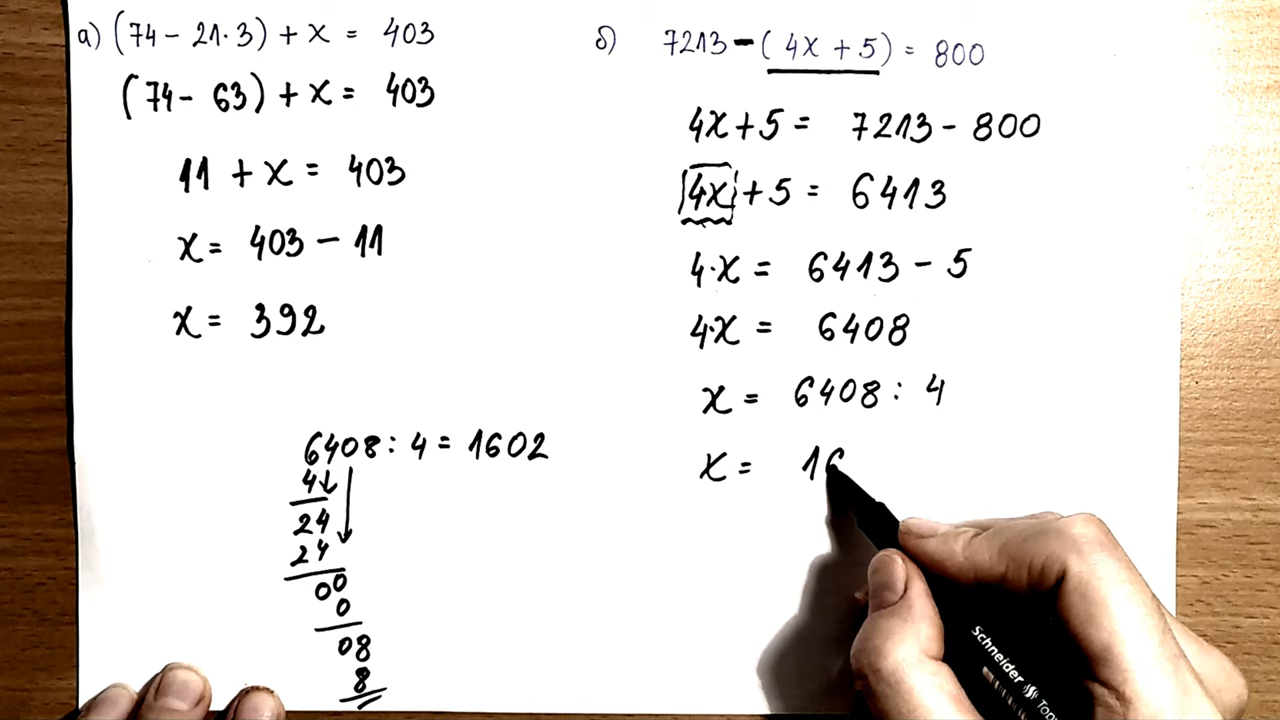 а) (74 - 21·3) + x = 403
(74 - 63) + x = 403
11 + x = 403
x = 403 - 11
x = 392
6408 : 4 = 1602
4
24
24
00
0
08
8
б) 7213 - (4x + 5) = 800
4x + 5 = 7213 - 800
4x + 5 = 6413
4·x = 6413 - 5
4·x = 6408
x = 6408 : 4
x = 16
Schneider